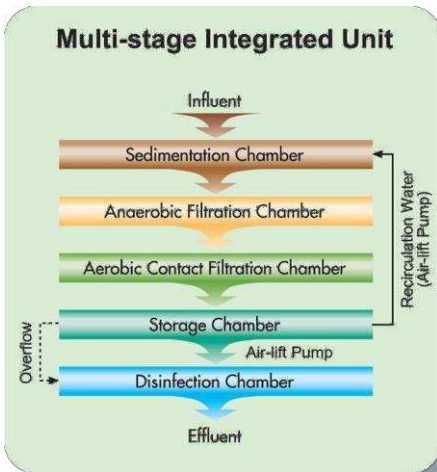 Multi-stage Integrated Unit
Influent
Sedimentation Chamber
Anaerobic Filtration Chamber
Aerobic Contact Filtration Chamber
Storage Chamber
Air-lift Pump
Disinfection Chamber
Effluent
Overflow
Recirculation Water
(Air-lift Pump)